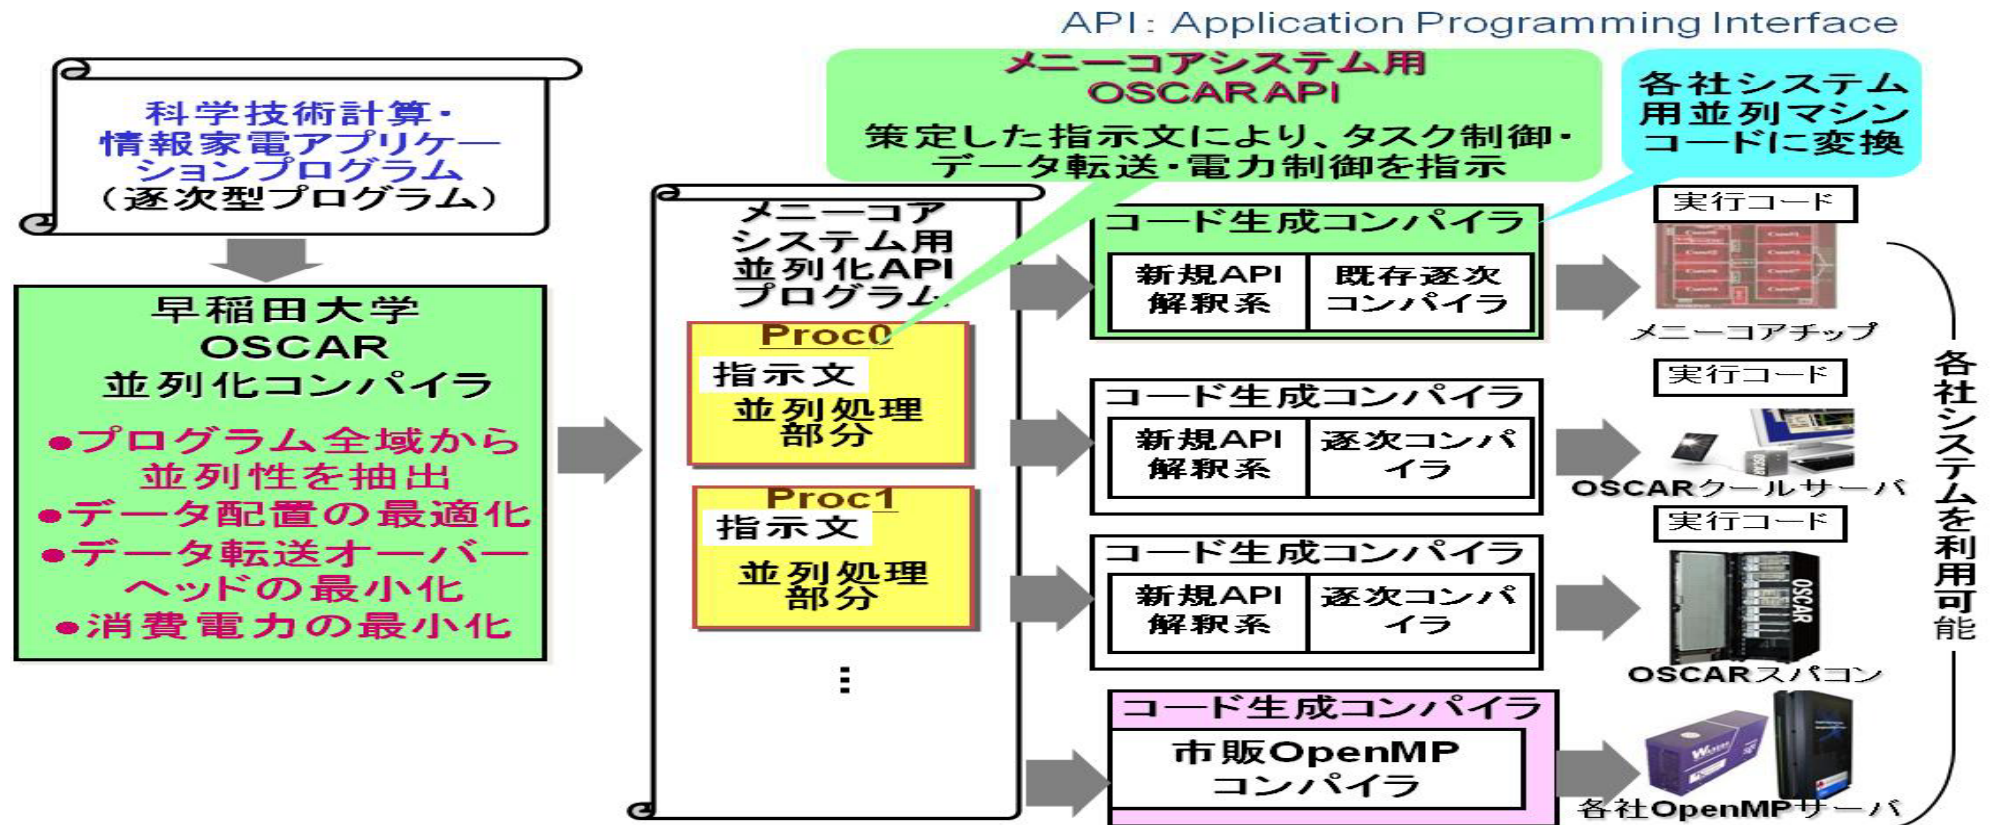 API: Application Programming Interface
科学技術計算・
情報家電アプリケー
ションプログラム
(逐次型プログラム)
早稲田大学
OSCAR
並列化コンパイラ
●プログラム全域から
並列性を抽出
●データ配置の最適化
●データ転送オーバー
ヘッドの最小化
●消費電力の最小化
メニーコア
システム用
並列化API
プログラム
Proc0
指示文
並列処理
部分
Proc1
指示文
並列処理
部分
⋮
メニーコアシステム用
OSCAR API
策定した指示文により、タスク制御・
データ転送・電力制御を指示
各社システム
用並列マシン
コードに変換
コード生成コンパイラ
新規API
解釈系
既存逐次
コンパイラ
実行コード
メニーコアチップ
コード生成コンパイラ
新規API
解釈系
逐次コンパ
イラ
実行コード
OSCAR
OSCARクールサーバ
コード生成コンパイラ
新規API
解釈系
逐次コンパ
イラ
実行コード
OSCAR
OSCARスパコン
コード生成コンパイラ
市販OpenMP
コンパイラ
各社OpenMPサーバ
各社システムを利用可能